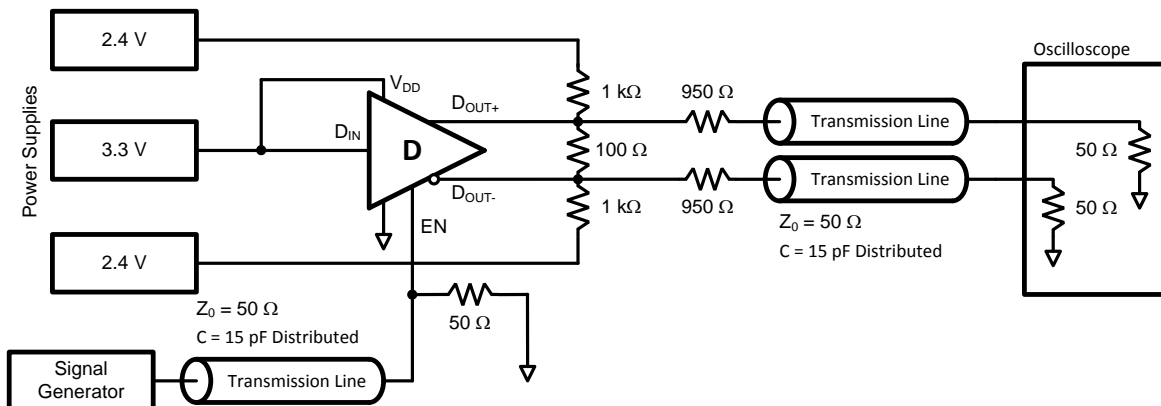 2.4 V
Oscilloscope
VDD
1 kΩ
950 Ω
DOUT+
Transmission Line
Power Supplies
3.3 V
DIN
D
100 Ω
50 Ω
Transmission Line
DOUT-
1 kΩ
950 Ω
50 Ω
EN
Z0 = 50 Ω
C = 15 pF Distributed
2.4 V
Z0 = 50 Ω
C = 15 pF Distributed
50 Ω
Signal
Generator
Transmission Line